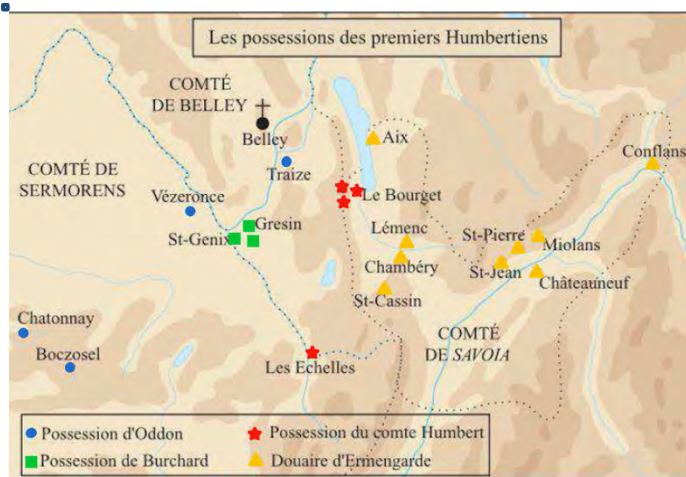 Les possessions des premiers Humbertiens
COMTÉ
DE BELLEY
Belley
Aix
Conflans
COMTÉ DE
SERMORENS
Traize
Vézeronce
Le Bourget
Gresin
St-Genix
Lémenc
St-Pierre
Miolans
Chambéry
St-Jean
Châteauneuf
St-Cassin
Chatonnay
COMTÉ
DE SAVOIA
Boczosel
Les Echelles
Possession d'Oddon
Possession du comte Humbert
Possession de Burchard
Douaire d'Ermengarde